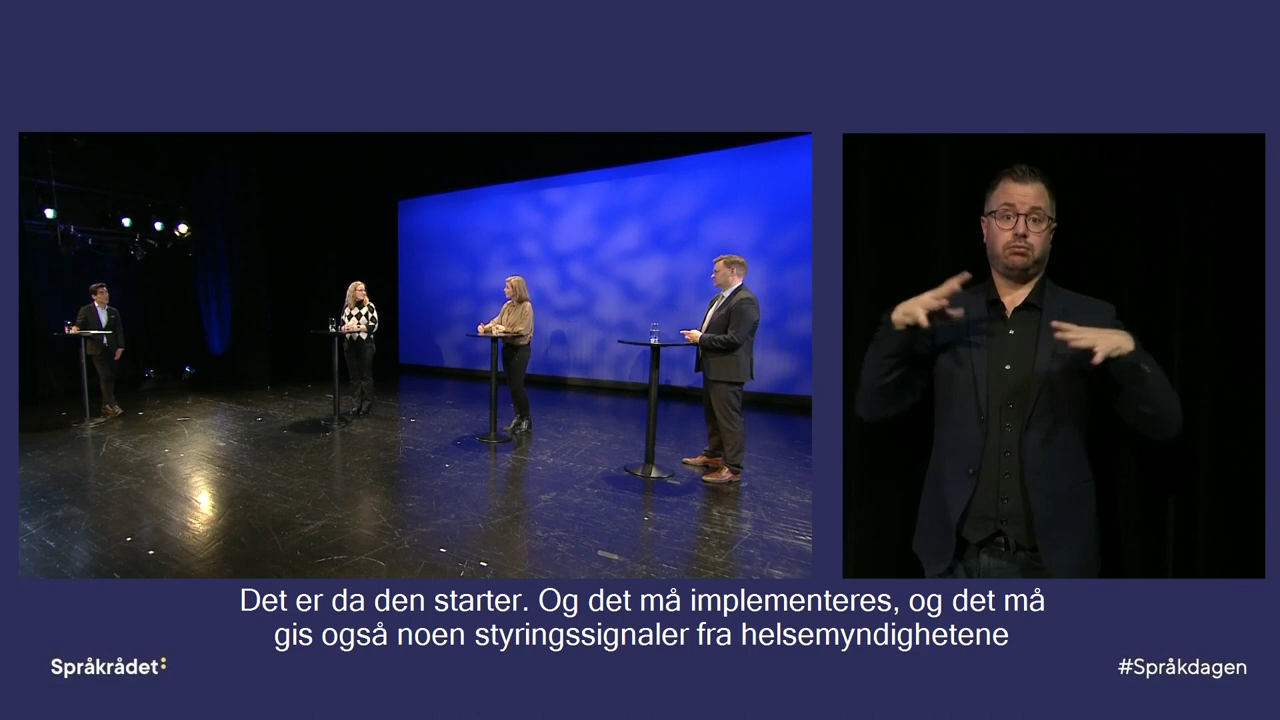 Det er da den starter. Og det må implementeres, og det må
gis også noen styringssignaler fra helsemyndighetene
Språkrådet:
#Språkdagen